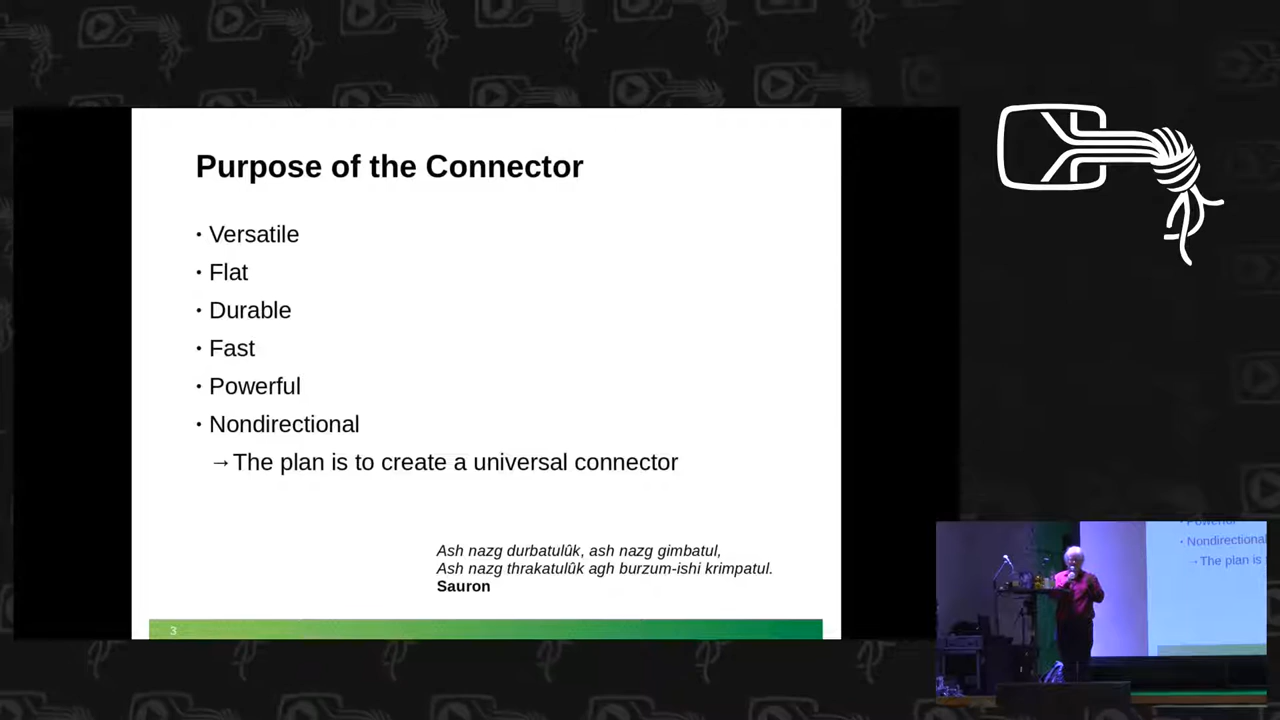 Purpose of the Connector
• Versatile
• Flat
• Durable
• Fast
• Powerful
• Nondirectional
→The plan is to create a universal connector
Ash nazg durbatulûk, ash nazg gimbatul,
Ash nazg thrakatulûk agh burzum-ishi krimpatul.
Sauron
3
• Powerful
• Nondirectional
→The plan is